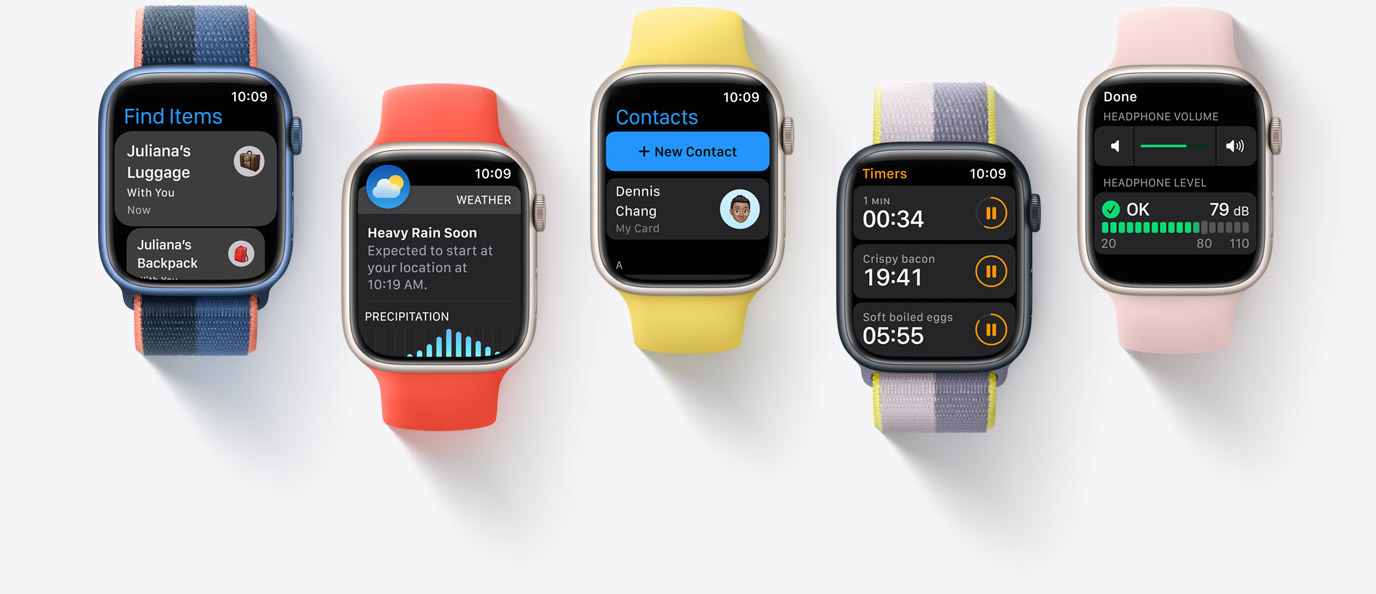 10:09
Find Items
Juliana's
Luggage
With You
Now
Juliana's
Backpack
With You
10:09
WEATHER
Heavy Rain Soon
Expected to start at
your location at
10:19 AM.
PRECIPITATION
10:09
Contacts
+ New Contact
Dennis
Chang
My Card
A
Timers 10:09
1 MIN
00:34
Crispy bacon
19:41
Soft boiled eggs
05:55
Done
HEADPHONE VOLUME
HEADPHONE LEVEL
OK 79 dB
20 80 110